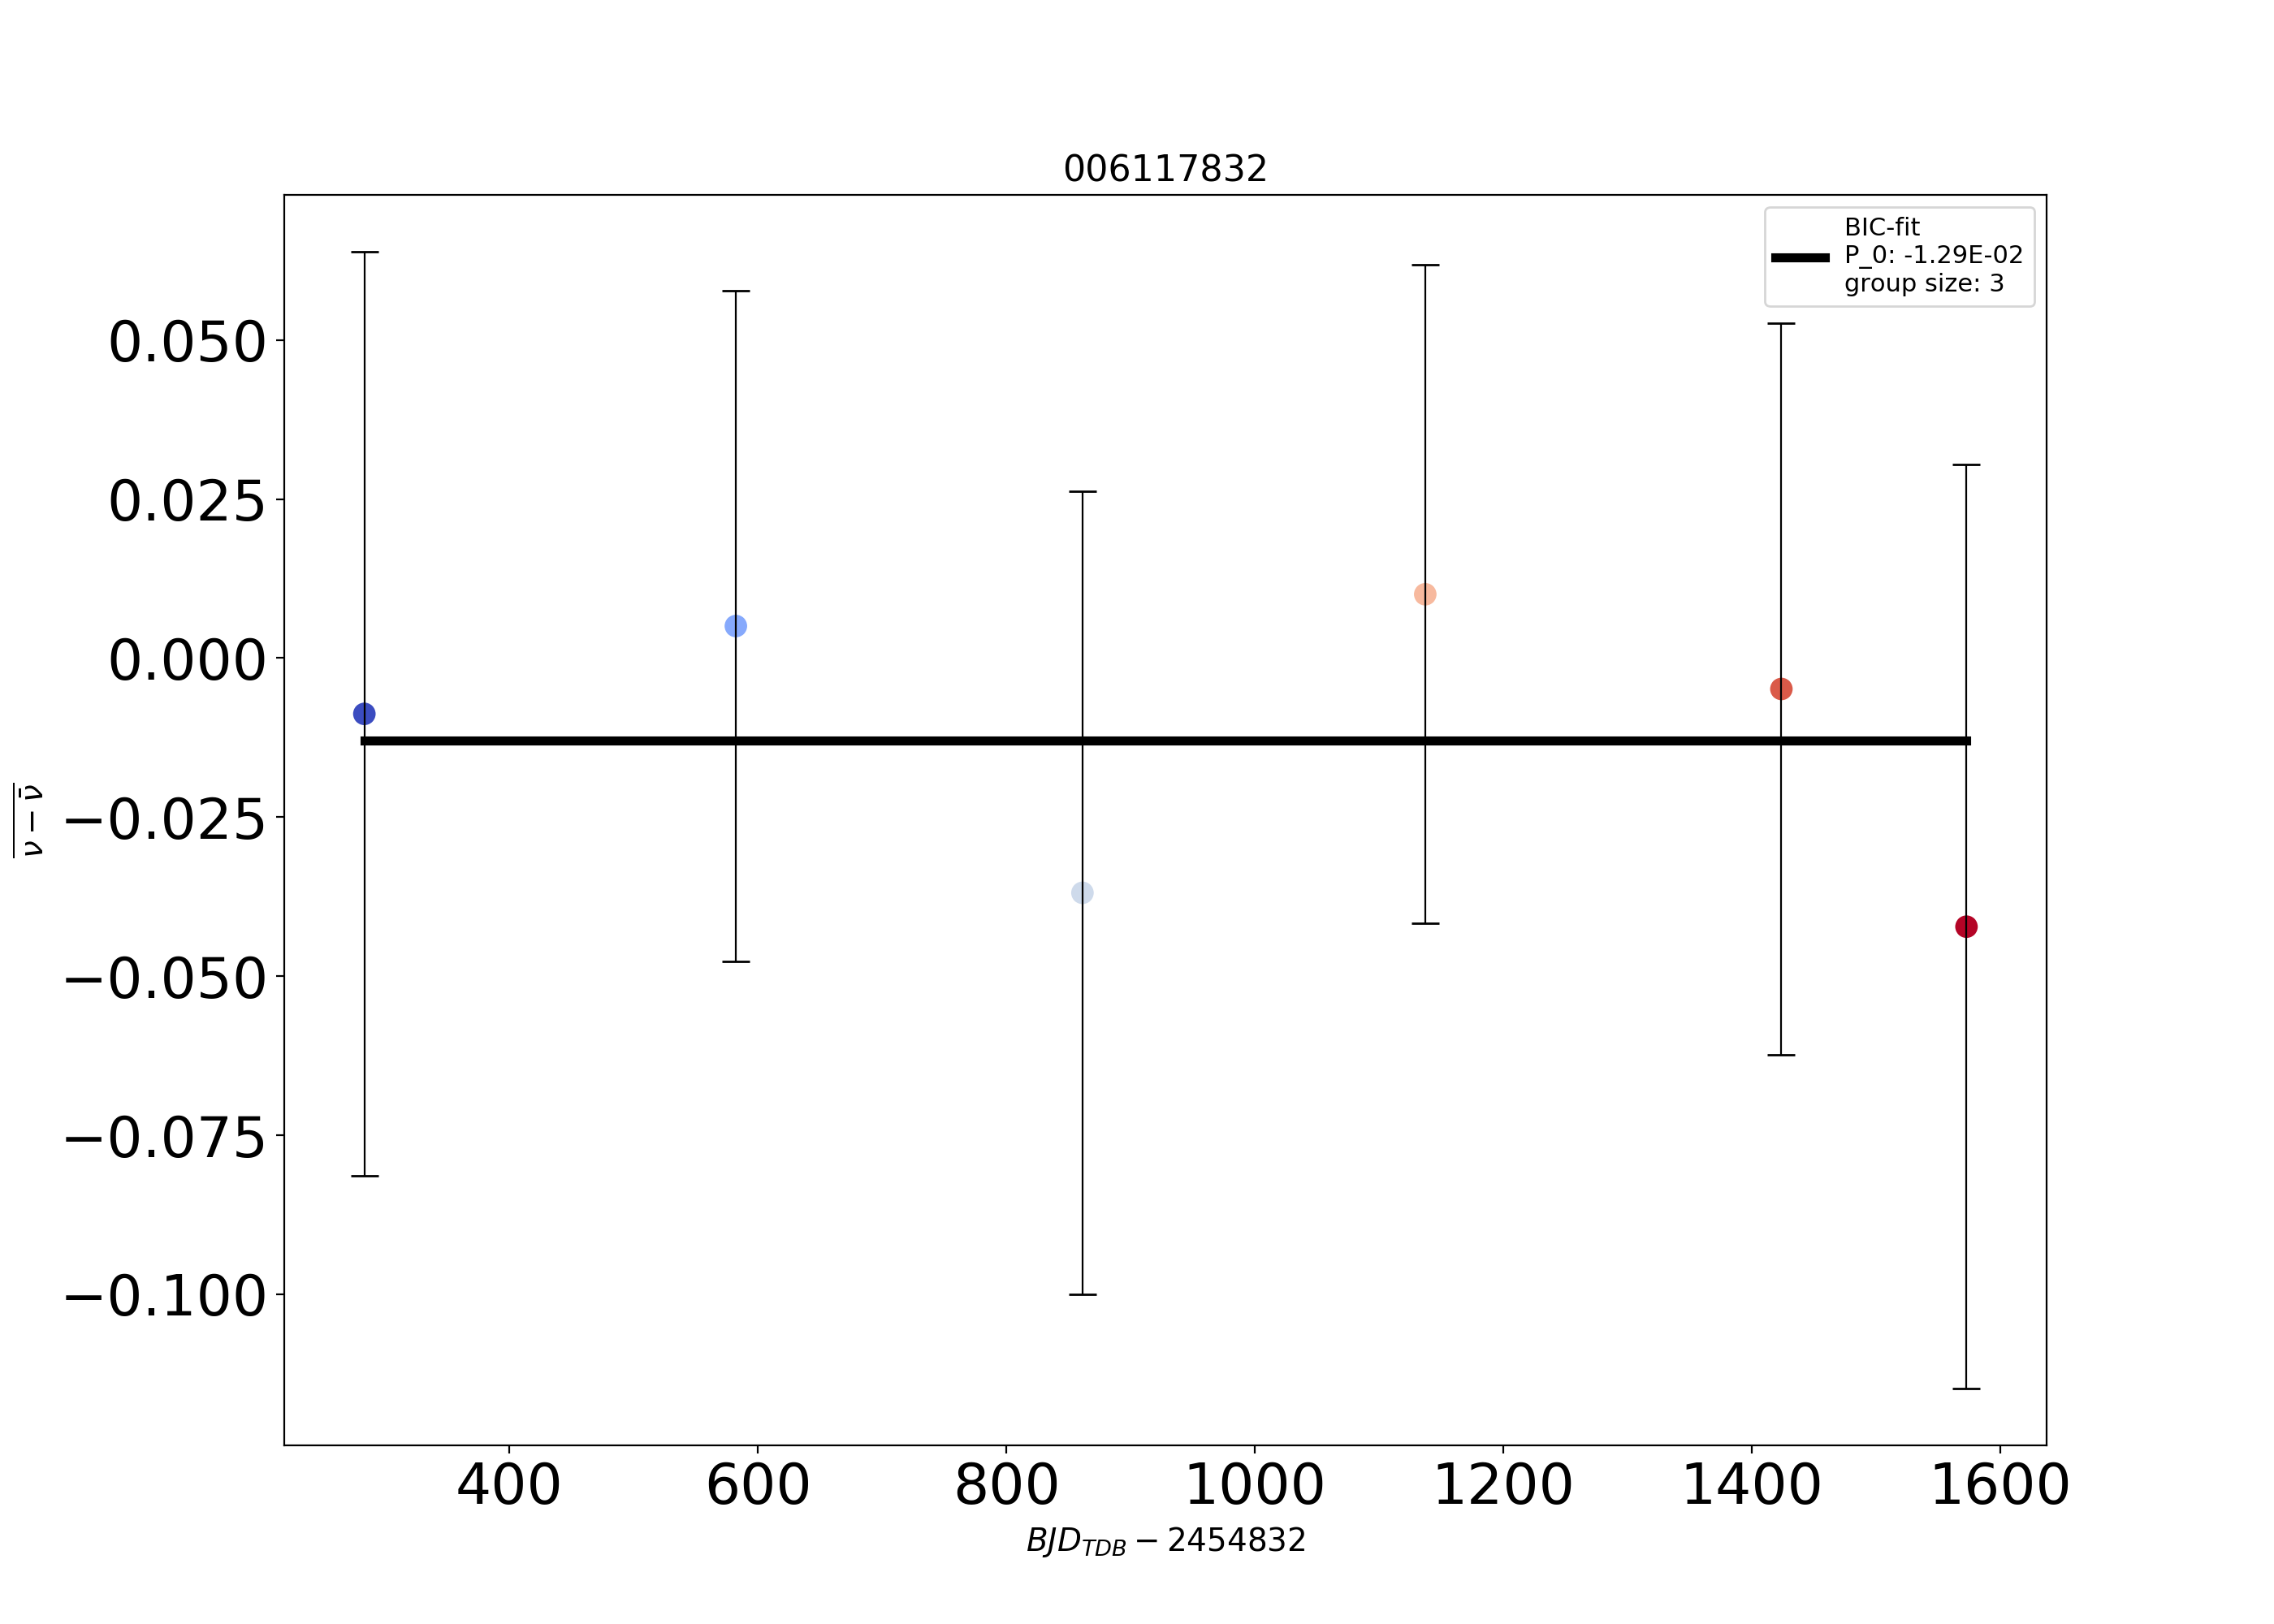 006117832
BIC-fit
P_0: -1.29E-02
group size: 3
0.050
0.025
0.000
−0.025
−0.050
−0.075
−0.100
ν − ν̄
400 600 800 1000 1200 1400 1600
BJD_TDB − 2454832